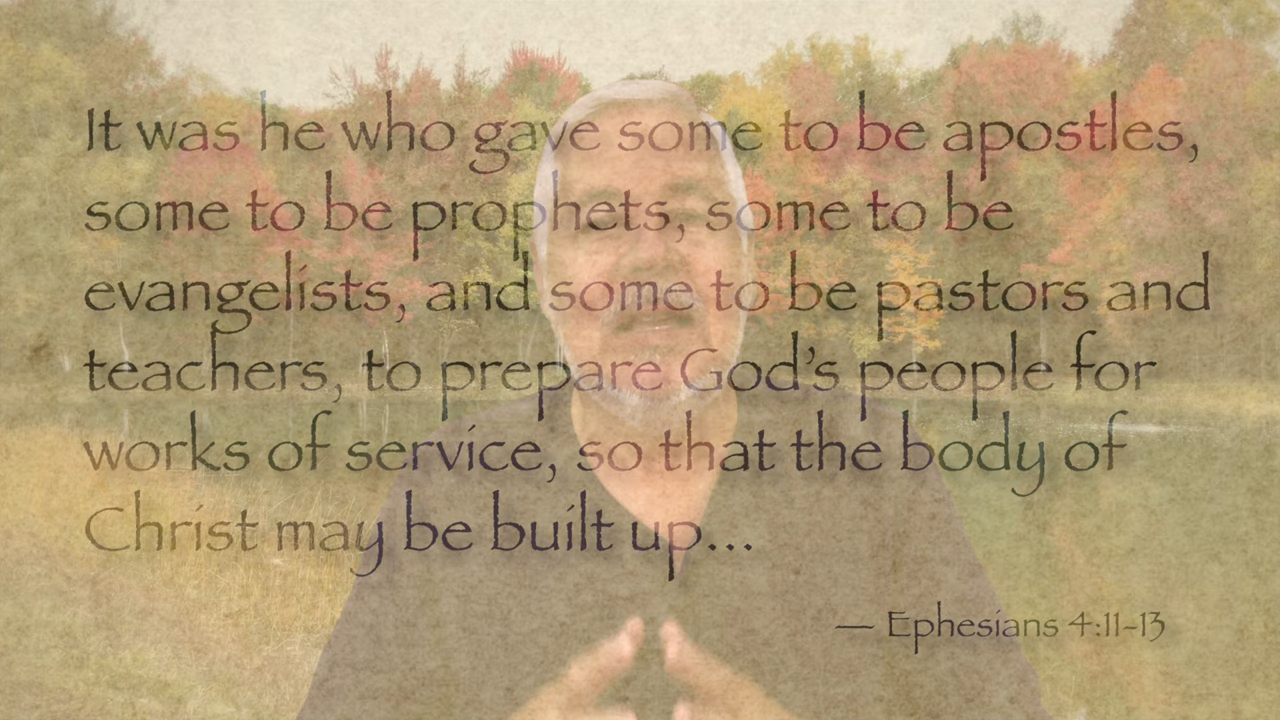 It was he who gave some to be apostles,
some to be prophets, some to be
evangelists, and some to be pastors and
teachers, to prepare God's people for
works of service, so that the body of
Christ may be built up...
— Ephesians 4:11-13